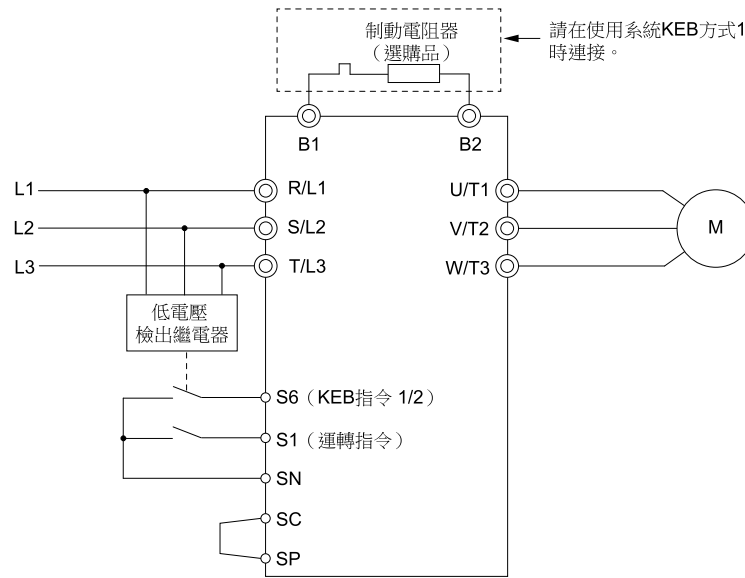 制動電阻器
（選購品）
請在使用系統KEB方式1
時連接。
B1
B2
L1
R/L1
U/T1
L2
S/L2
V/T2
M
L3
T/L3
W/T3
低電壓
檢出繼電器
S6（KEB指令 1/2）
S1（運轉指令）
SN
SC
SP